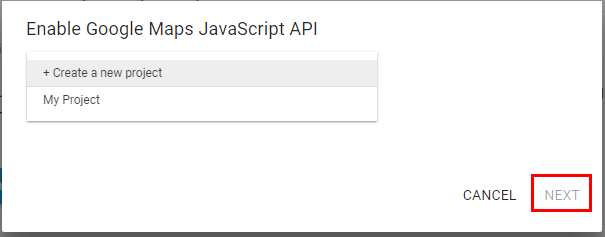 Enable Google Maps JavaScript API
+ Create a new project
My Project
CANCEL NEXT